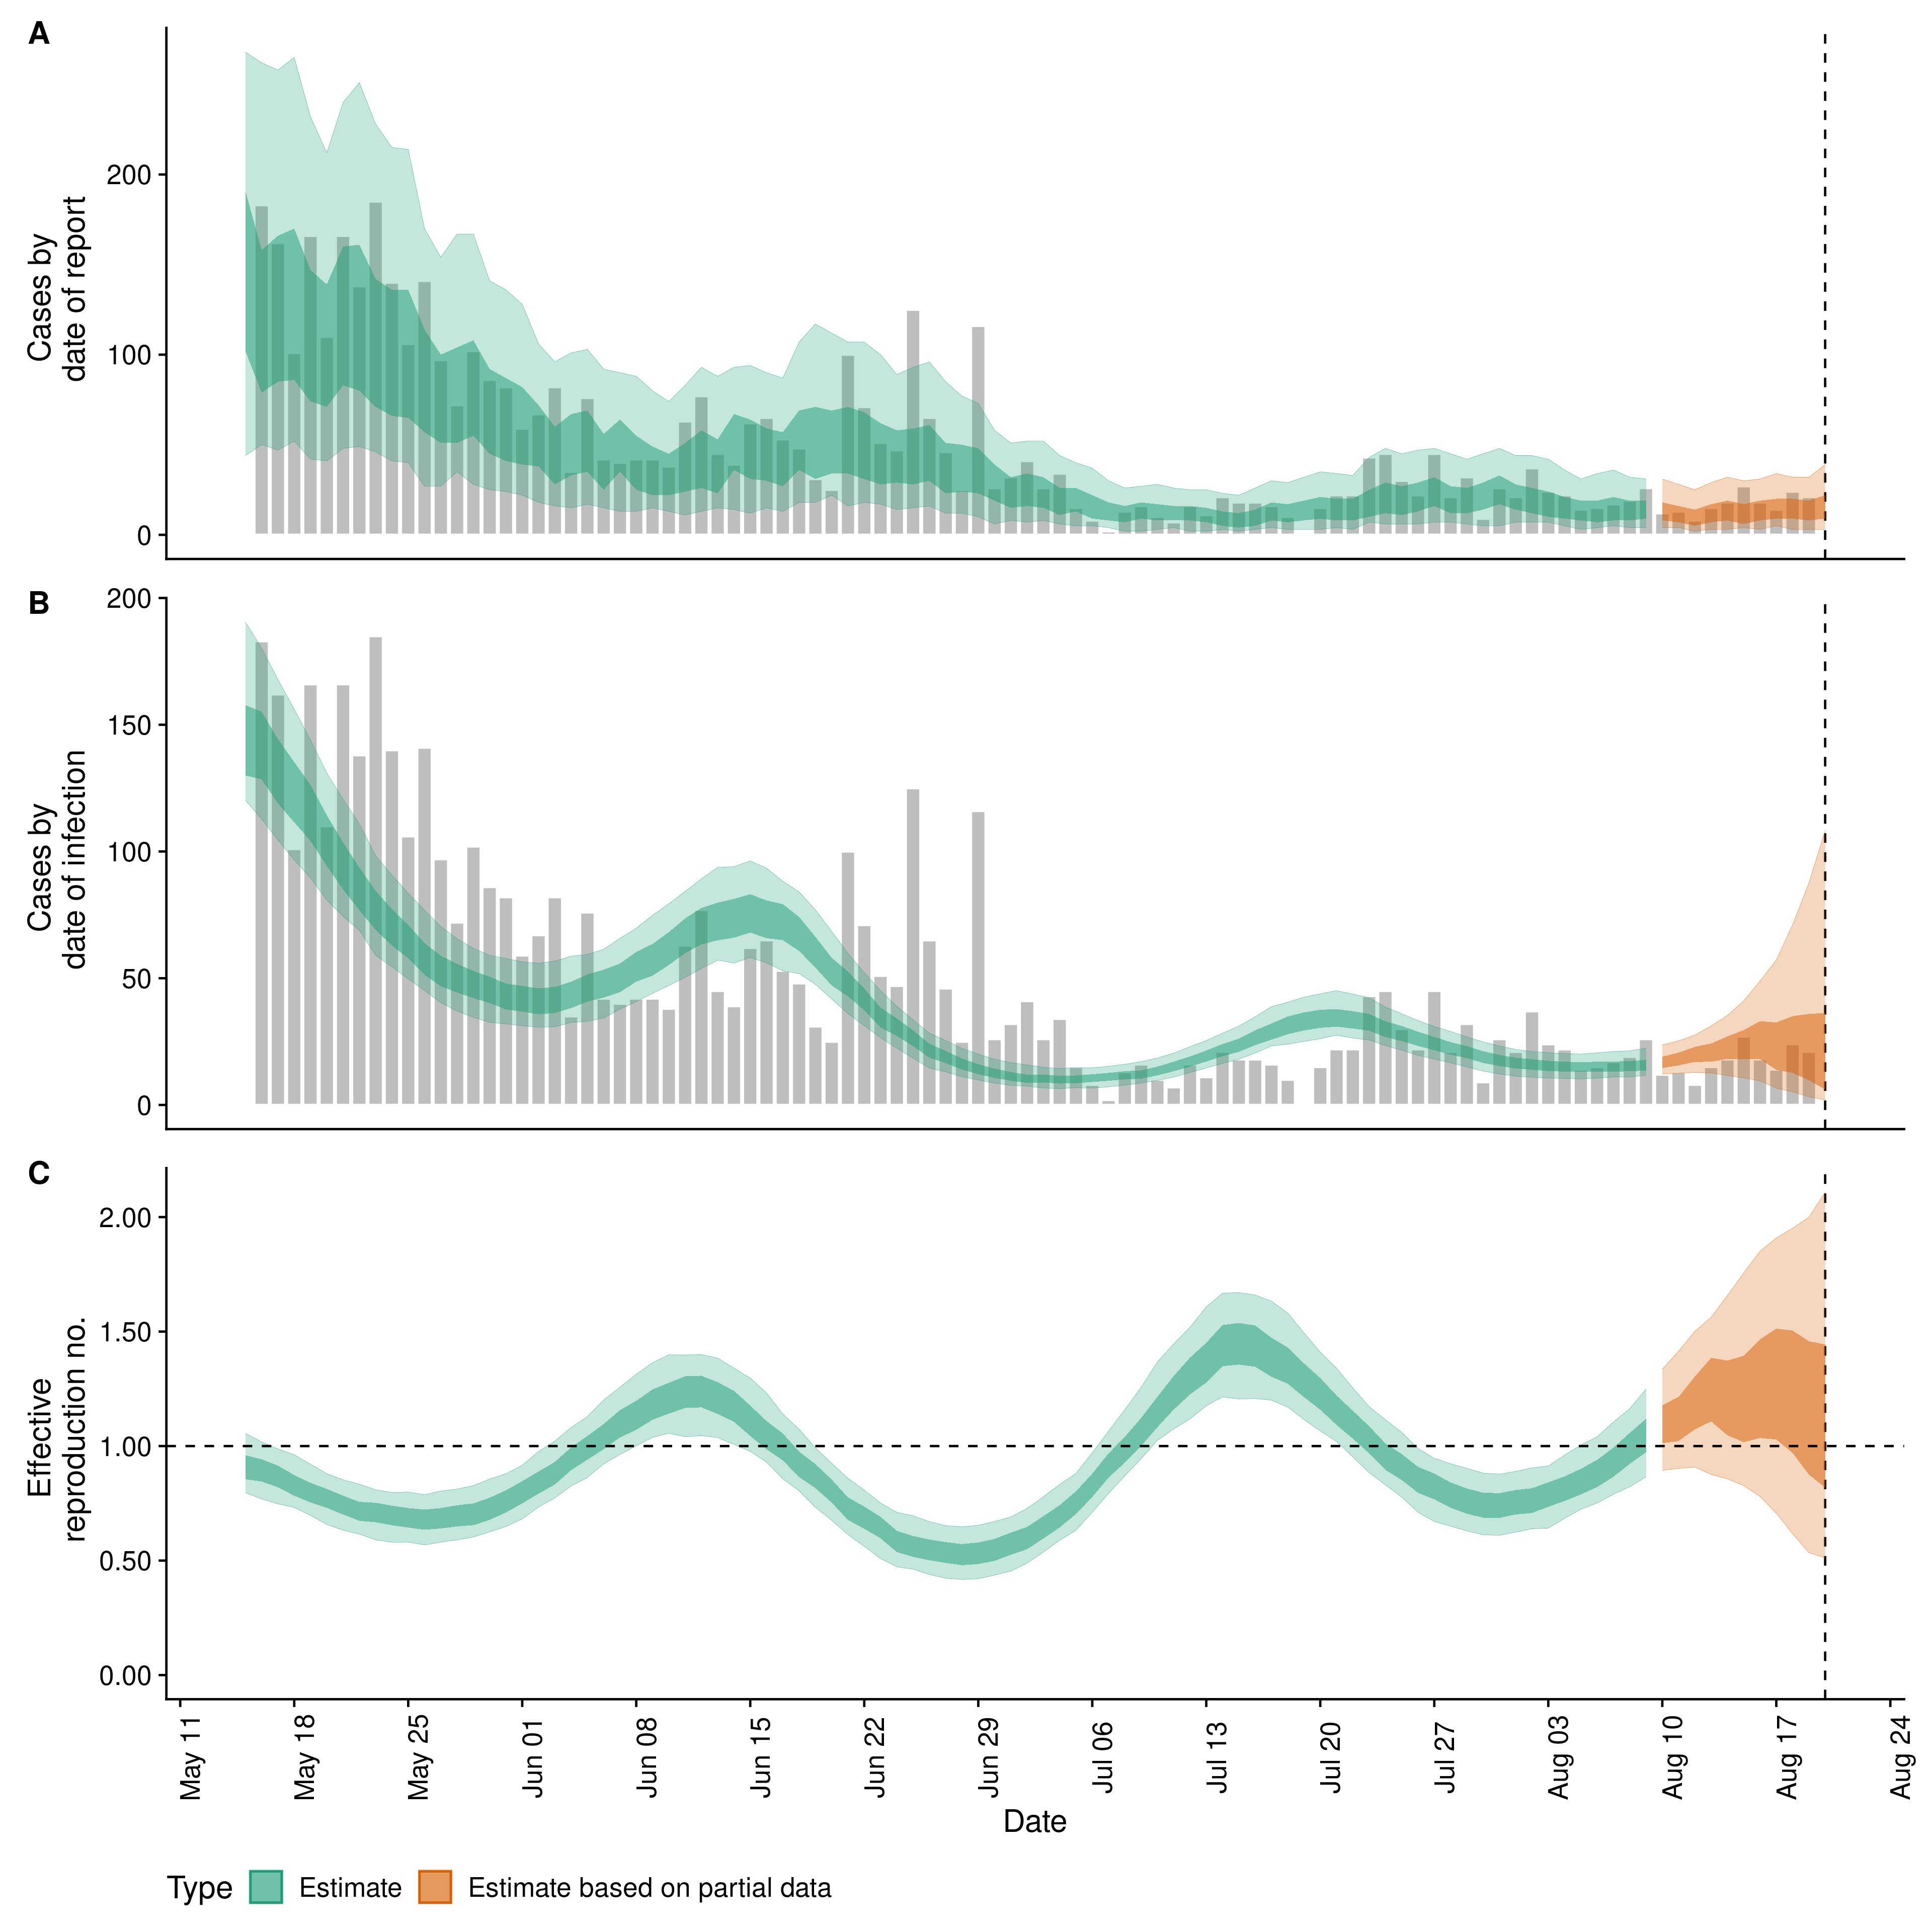 A
200
100
0
Cases by
date of report
B
200
150
100
50
0
Cases by
date of infection
C
2.00
1.50
1.00
0.50
0.00
Effective
reproduction no.
May 11
May 18
May 25
Jun 01
Jun 08
Jun 15
Jun 22
Jun 29
Jul 06
Jul 13
Jul 20
Jul 27
Aug 03
Aug 10
Aug 17
Aug 24
Date
Type Estimate Estimate based on partial data